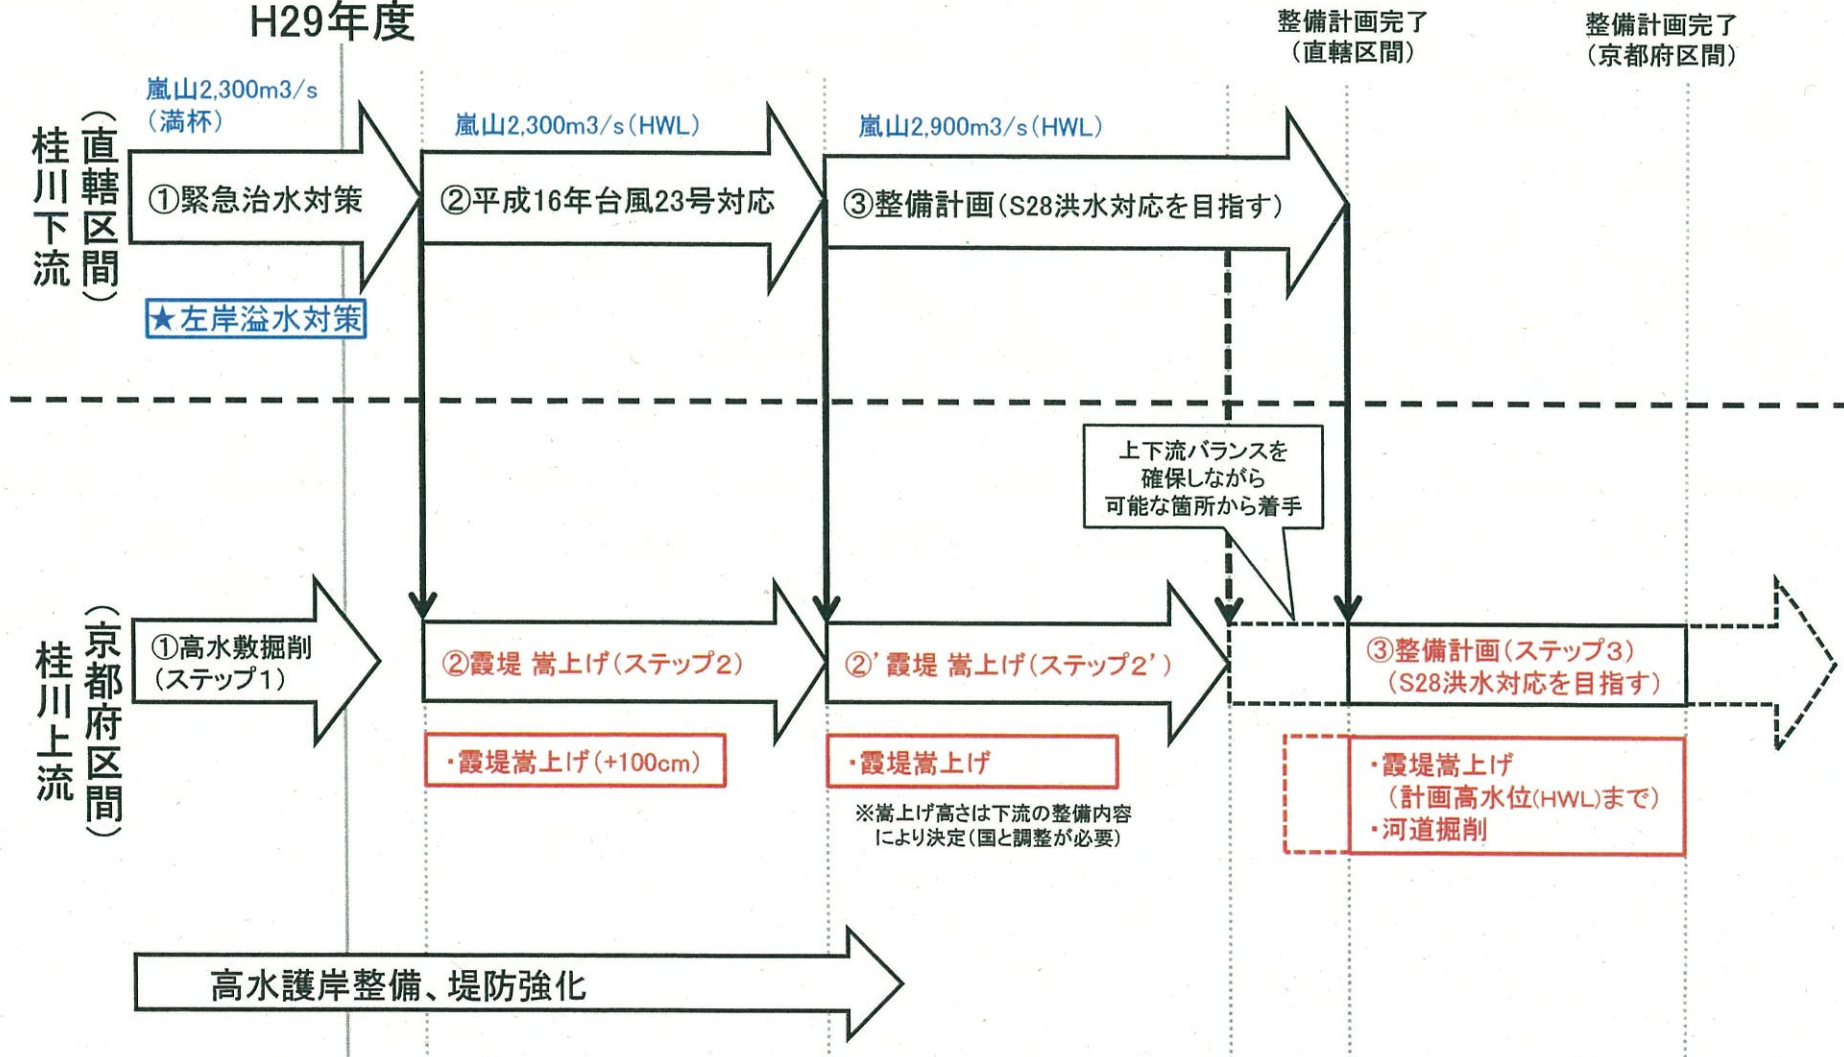 H29年度
整備計画完了
（直轄区間）
整備計画完了
（京都府区間）
桂川下流
（直轄区間）
嵐山2,300m3/s
（満杯）
①緊急治水対策
★左岸溢水対策
嵐山2,300m3/s（HWL）
②平成16年台風23号対応
嵐山2,900m3/s（HWL）
③整備計画（S28洪水対応を目指す）
上下流バランスを
確保しながら
可能な箇所から着手
桂川上流
（京都府区間）
①高水敷掘削
（ステップ1）
②霞堤 嵩上げ（ステップ2）
・霞堤嵩上げ（+100cm）
②’霞堤 嵩上げ（ステップ2’）
・霞堤嵩上げ
※嵩上げ高さは下流の整備内容
により決定（国と調整が必要）
③整備計画（ステップ3）
（S28洪水対応を目指す）
・霞堤嵩上げ
（計画高水位（HWL）まで）
・河道掘削
高水護岸整備、堤防強化